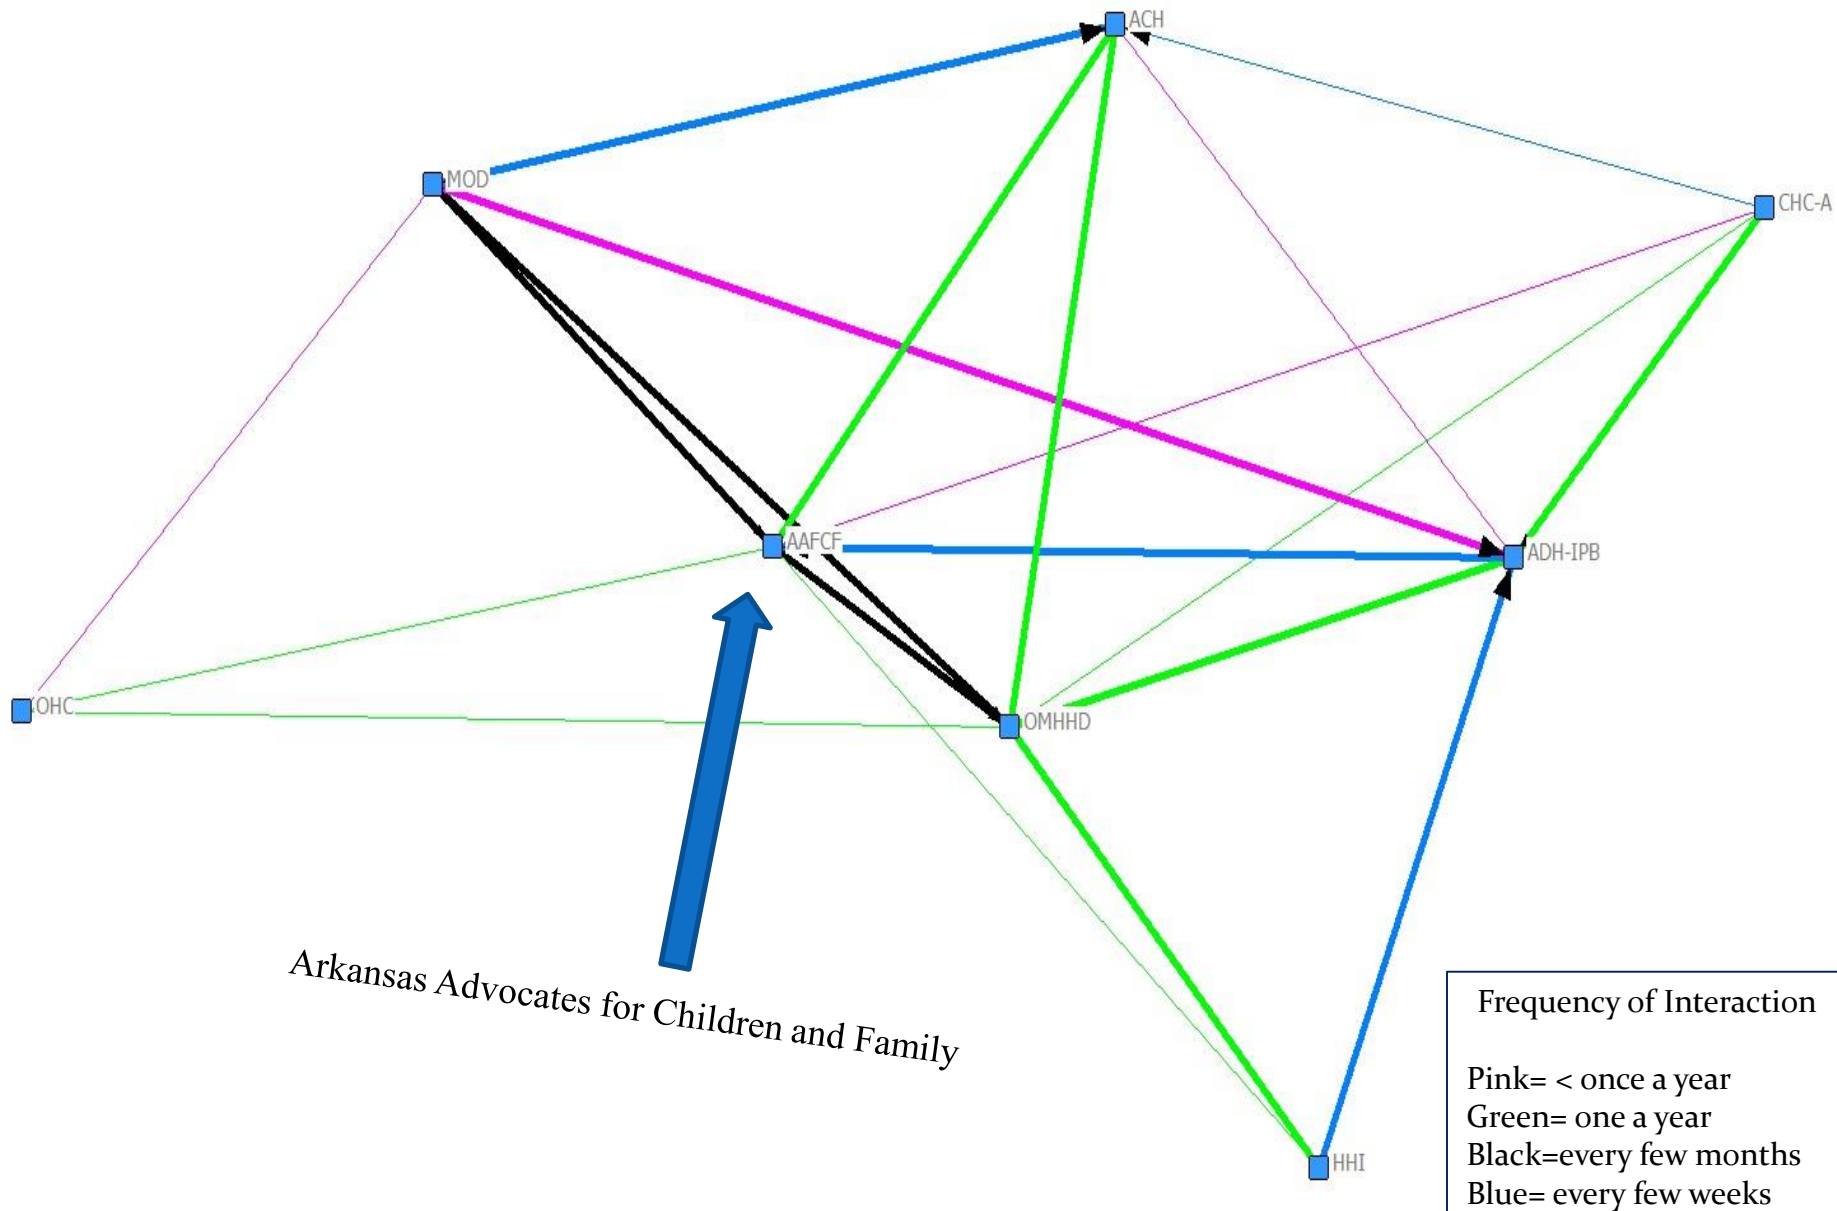 ACH
MOD
CHC-A
AAFCF
ADH-IPB
OHC
OMHHD
Arkansas Advocates for Children and Family
HHI
Frequency of Interaction
Pink= < once a year
Green= one a year
Black=every few months
Blue= every few weeks